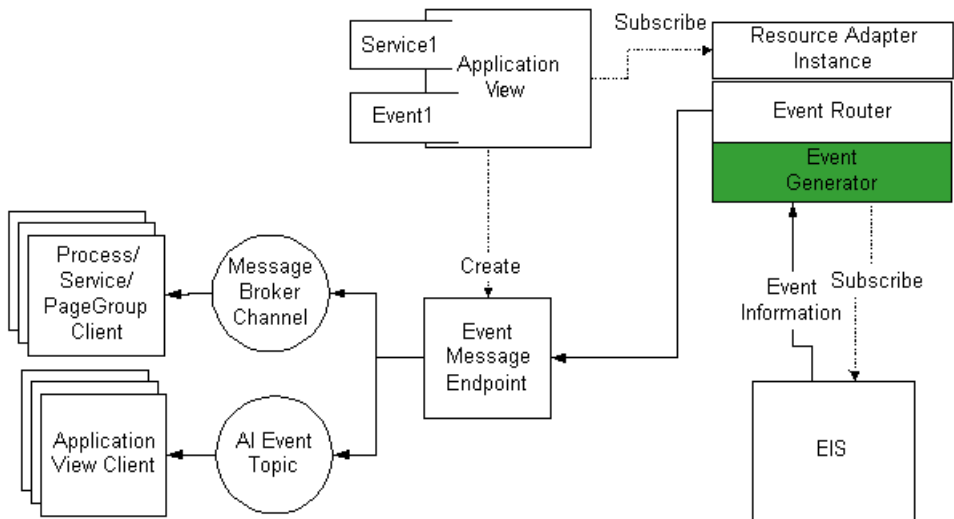 Subscribe
Service1
Application
View
Event1
Resource Adapter
Instance
Event Router
Event
Generator
Create
Event
Information
Subscribe
Process/
Service/
PageGroup
Client
Message
Broker
Channel
Event
Message
Endpoint
Application
View Client
AI Event
Topic
EIS